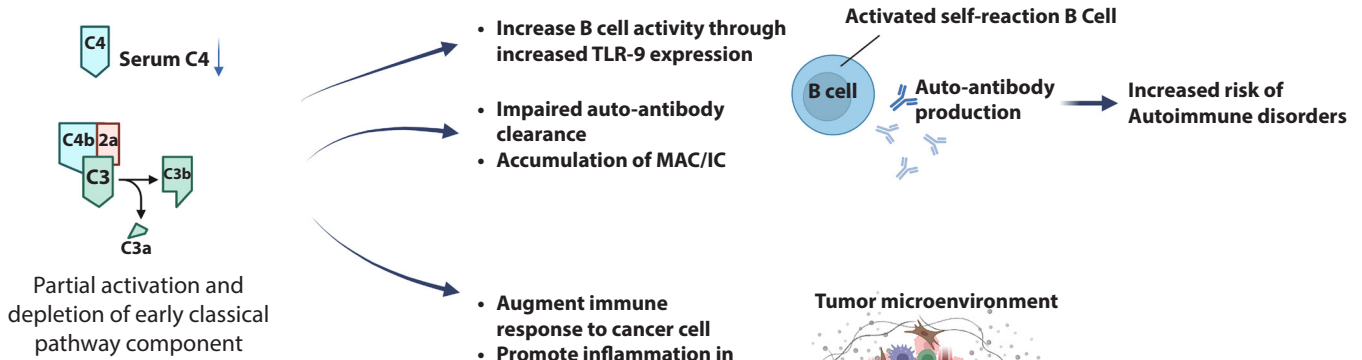 C4
Serum C4
C4b 2a
C3
C3b
C3a
Partial activation and
depletion of early classical
pathway component
• Increase B cell activity through
increased TLR-9 expression
• Impaired auto-antibody
clearance
• Accumulation of MAC/IC
Activated self-reaction B Cell
B cell
Auto-antibody
production
Increased risk of
Autoimmune disorders
• Augment immune
response to cancer cell
• Promote inflammation in
Tumor microenvironment